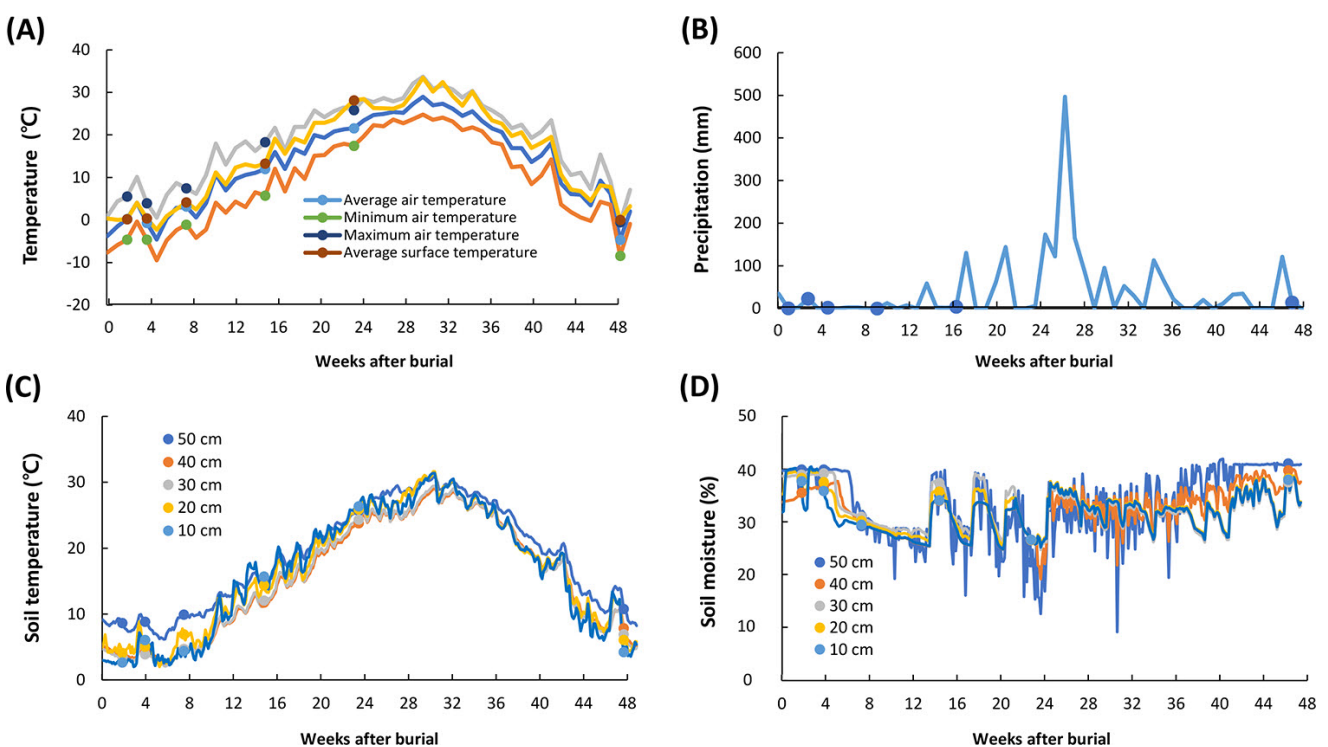 (A)
Temperature (°C)
40
30
20
10
0
-10
-20
Average air temperature
Minimum air temperature
Maximum air temperature
Average surface temperature
0 4 8 12 16 20 24 28 32 36 40 44 48
Weeks after burial
(B)
Precipitation (mm)
600
500
400
300
200
100
0
0 4 8 12 16 20 24 28 32 36 40 44 48
Weeks after burial
(C)
Soil temperature (°C)
40
30
20
10
0
50 cm
40 cm
30 cm
20 cm
10 cm
0 4 8 12 16 20 24 28 32 36 40 44 48
Weeks after burial
(D)
Soil moisture (%)
50
40
30
20
10
0
50 cm
40 cm
30 cm
20 cm
10 cm
0 4 8 12 16 20 24 28 32 36 40 44 48
Weeks after burial